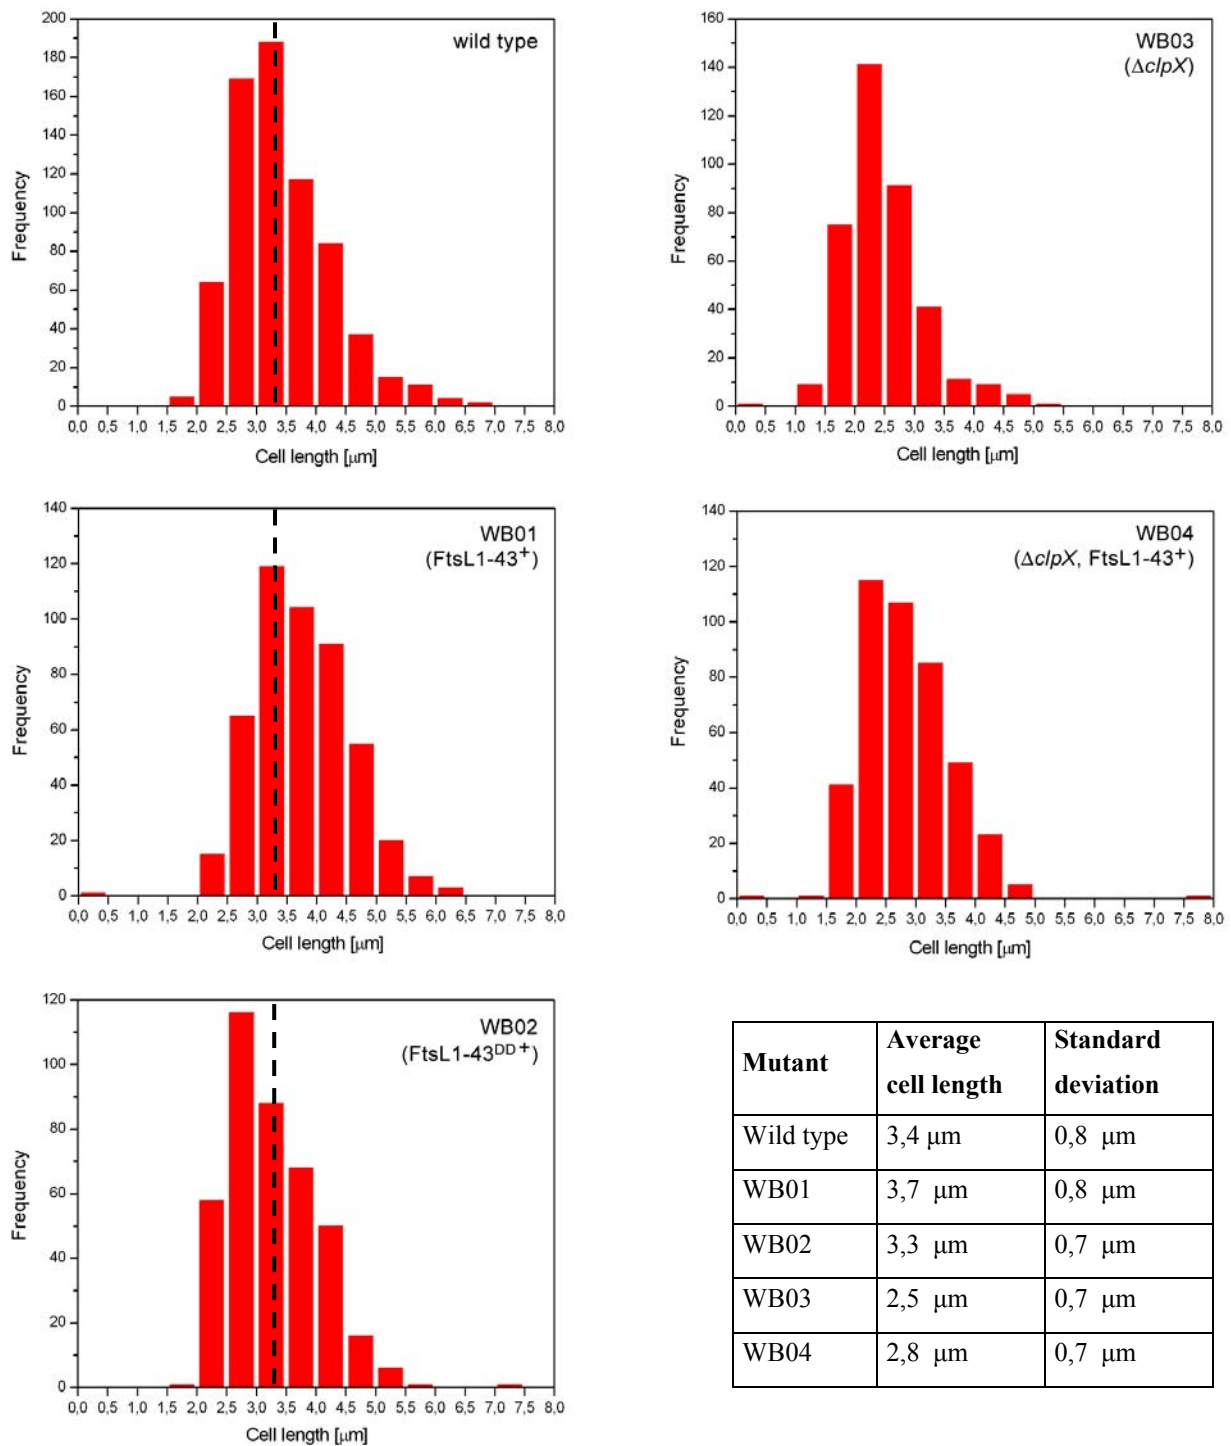 wild type
Frequency
200
180
160
140
120
100
80
60
40
20
0
0,0 0,5 1,0 1,5 2,0 2,5 3,0 3,5 4,0 4,5 5,0 5,5 6,0 6,5 7,0 8,0
Cell length [μm]
WB03
(ΔclpX)
Frequency
160
140
120
100
80
60
40
20
0
0,0 0,5 1,0 1,5 2,0 2,5 3,0 3,5 4,0 4,5 5,0 5,5 6,0 6,5 7,0 8,0
Cell length [μm]
WB01
(FtsL1-43⁺)
Frequency
140
120
100
80
60
40
20
0
0,0 0,5 1,0 1,5 2,0 2,5 3,0 3,5 4,0 4,5 5,0 5,5 6,0 6,5 7,0 8,0
Cell length [μm]
WB04
(ΔclpX, FtsL1-43⁺)
Frequency
140
120
100
80
60
40
20
0
0,0 0,5 1,0 1,5 2,0 2,5 3,0 3,5 4,0 4,5 5,0 5,5 6,0 6,5 7,0 8,0
Cell length [μm]
WB02
(FtsL1-43ᴰᴰ⁺)
Frequency
120
100
80
60
40
20
0
0,0 0,5 1,0 1,5 2,0 2,5 3,0 3,5 4,0 4,5 5,0 5,5 6,0 6,5 7,0 8,0
Cell length [μm]
Mutant Average cell length Standard deviation
Wild type 3,4 μm 0,8 μm
WB01 3,7 μm 0,8 μm
WB02 3,3 μm 0,7 μm
WB03 2,5 μm 0,7 μm
WB04 2,8 μm 0,7 μm